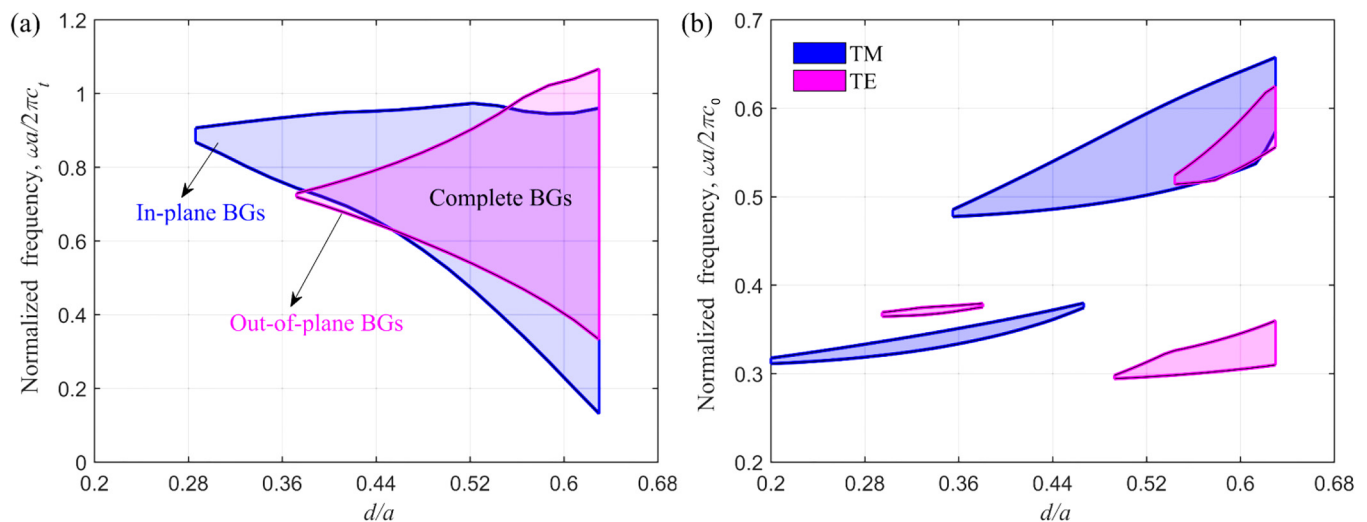 (a)
Normalized frequency, ωa/2πc_t
1.2
1
0.8
0.6
0.4
0.2
0
In-plane BGs
Complete BGs
Out-of-plane BGs
0.2 0.28 0.36 0.44 0.52 0.6 0.68
d/a
(b)
Normalized frequency, ωa/2πc₀
0.7
0.6
0.5
0.4
0.3
0.2
TM
TE
0.2 0.28 0.36 0.44 0.52 0.6 0.68
d/a